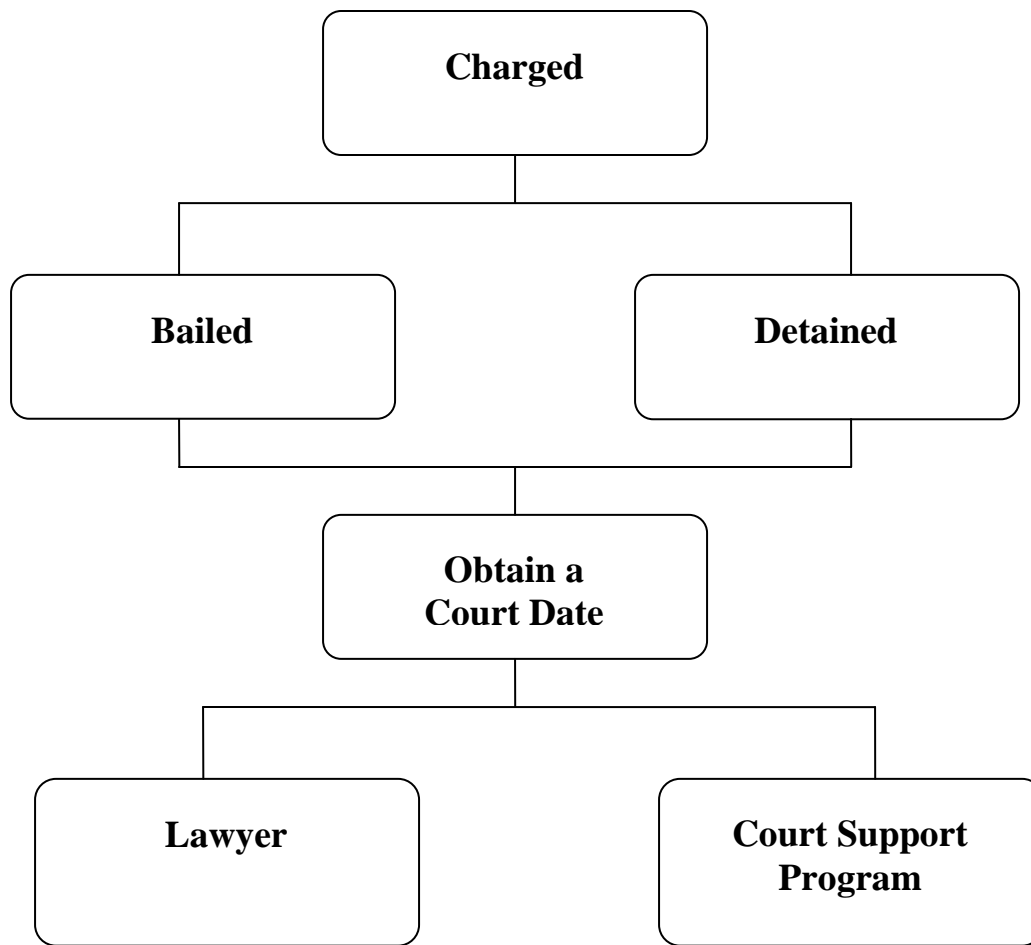 Charged
Bailed
Detained
Obtain a
Court Date
Lawyer
Court Support
Program